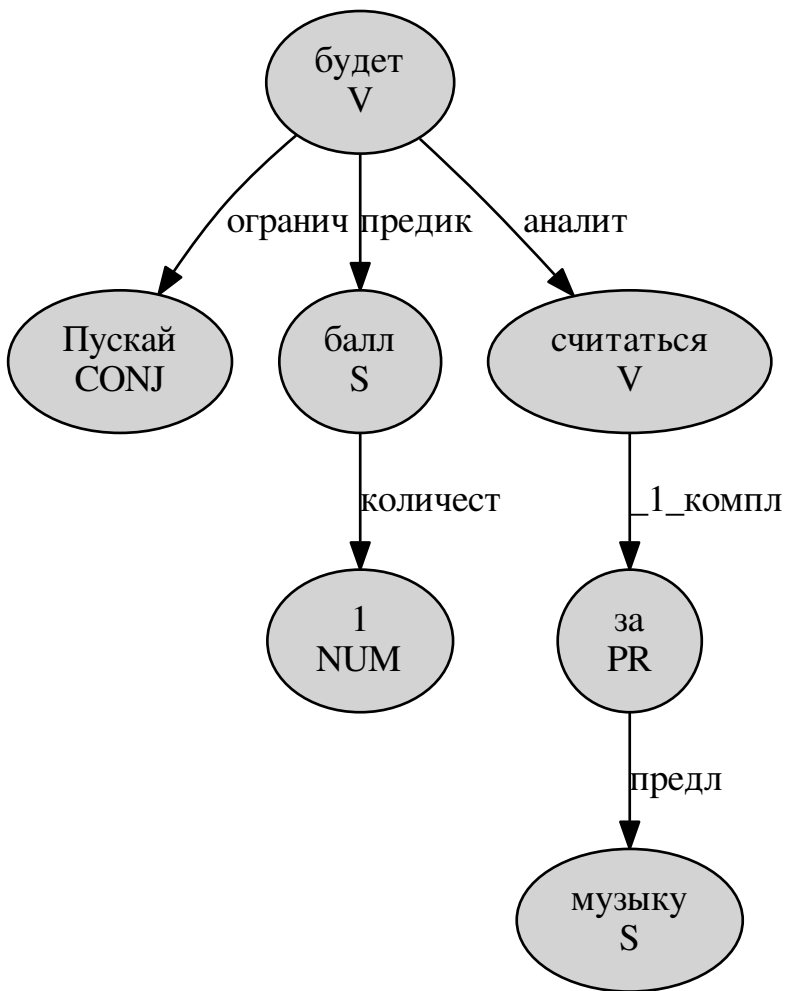 будет
V
огранич предик аналит
Пускай
CONJ
балл
S
считаться
V
количест
_1_компл
1
NUM
за
PR
предл
музыку
S